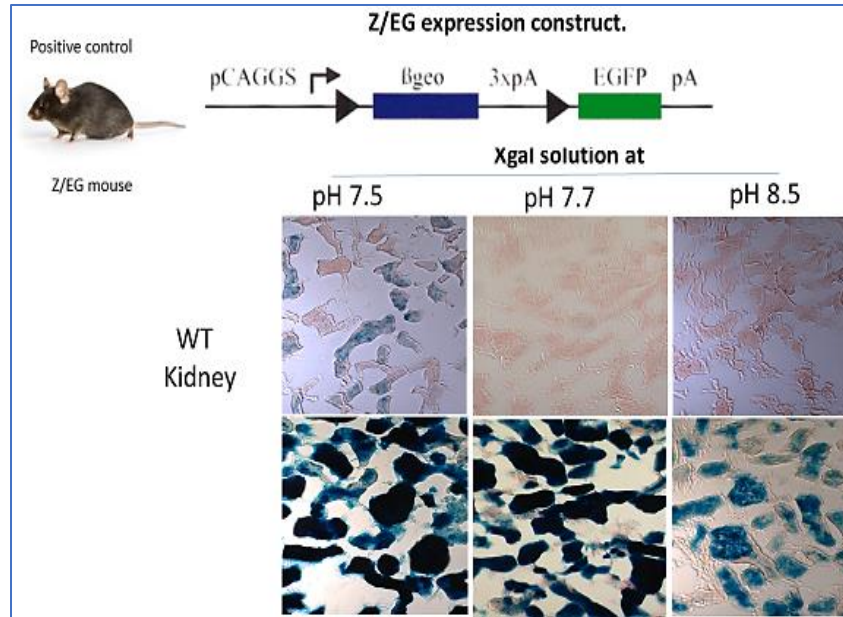 Z/EG expression construct.
Positive control
pCAGGS
ßgeo
3xpA
EGFP
pA
Z/EG mouse
Xgal solution at
pH 7.5
pH 7.7
pH 8.5
WT
Kidney